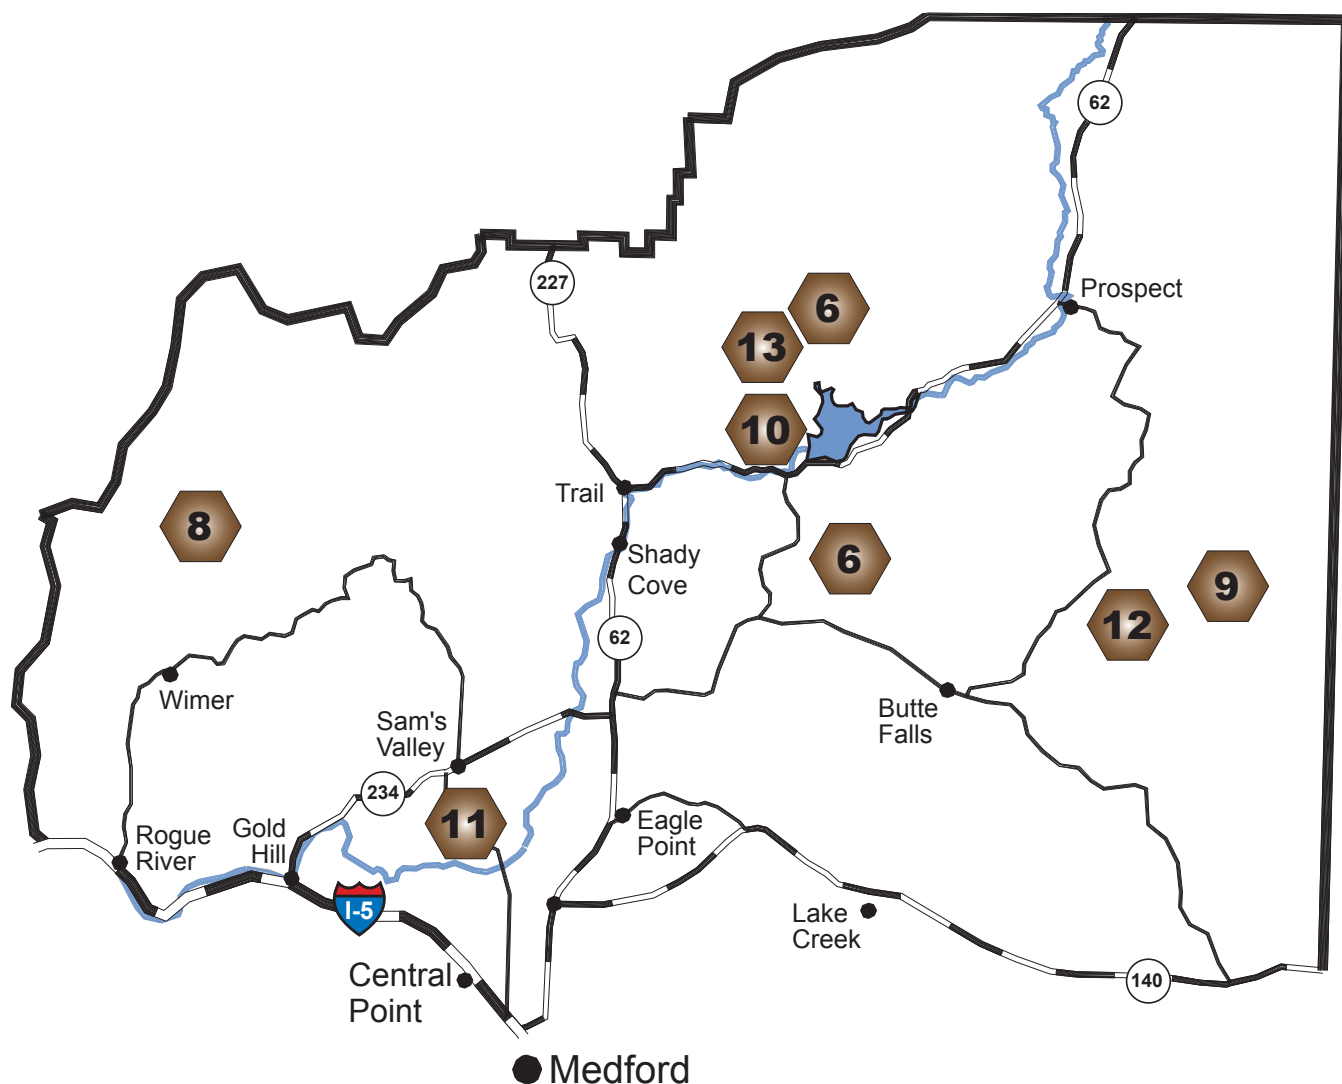 62
227
6
Prospect
13
10
Trail
8
Shady
Cove
6
9
12
62
Wimer
Butte
Falls
Sam's
Valley
234
11
Eagle
Point
Gold
Hill
Rogue
River
I-5
Lake
Creek
Central
Point
140
Medford